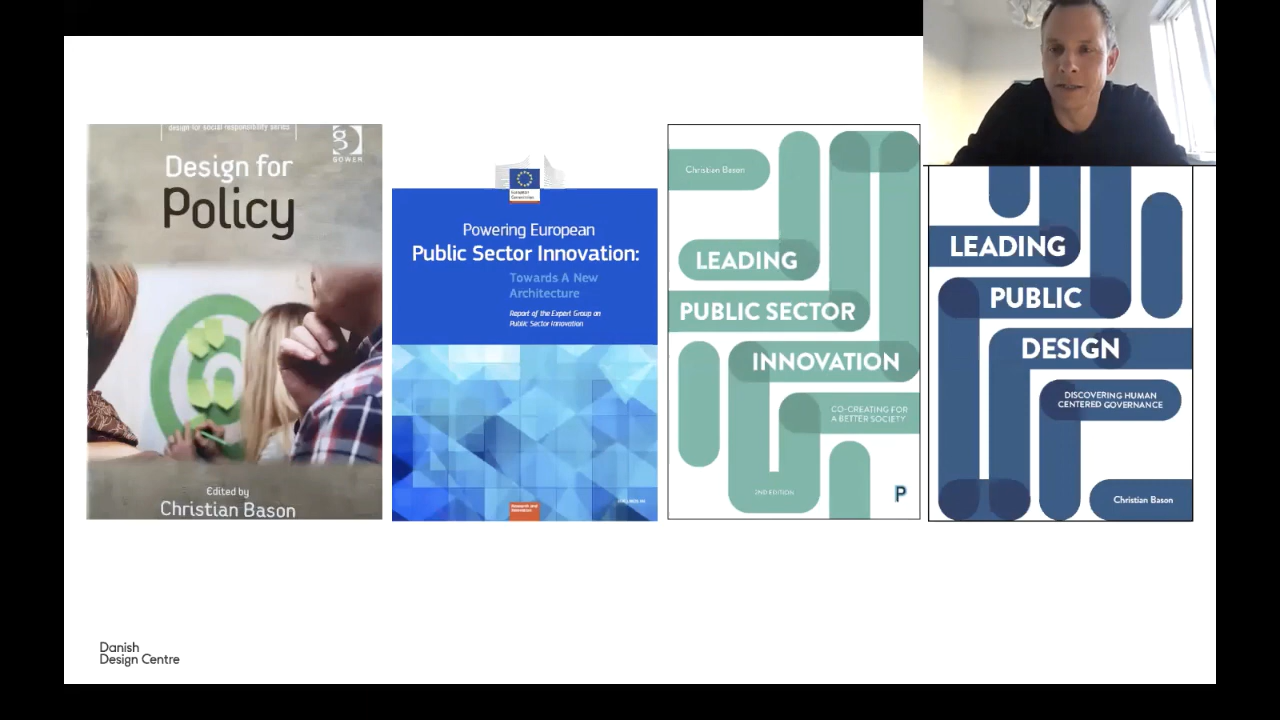 design for social responsibility series
GOWER
Design for
Policy
Edited by
Christian Bason
European
Commission
Powering European
Public Sector Innovation:
Towards A New
Architecture
Report of the Expert Group on
Public Sector Innovation
Research and
Innovation
Christian Bason
LEADING
PUBLIC SECTOR
INNOVATION
CO-CREATING FOR
A BETTER SOCIETY
2ND EDITION
P
LEADING
PUBLIC
DESIGN
DISCOVERING HUMAN
CENTERED GOVERNANCE
Christian Bason
Danish
Design Centre